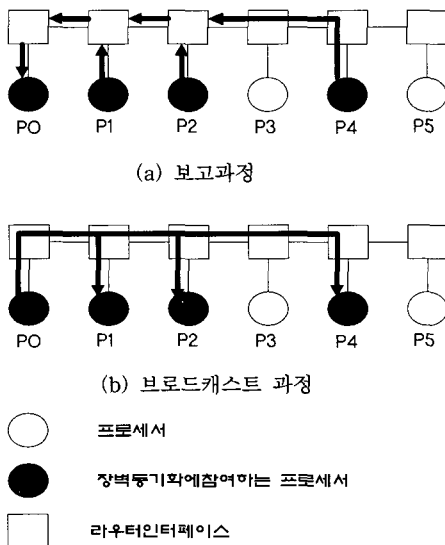 P0 P1 P2 P3 P4 P5
(a) 보고과정
P0 P1 P2 P3 P4 P5
(b) 브로드캐스트 과정
프로세서
장벽동기화에참여하는 프로세서
라우터인터페이스